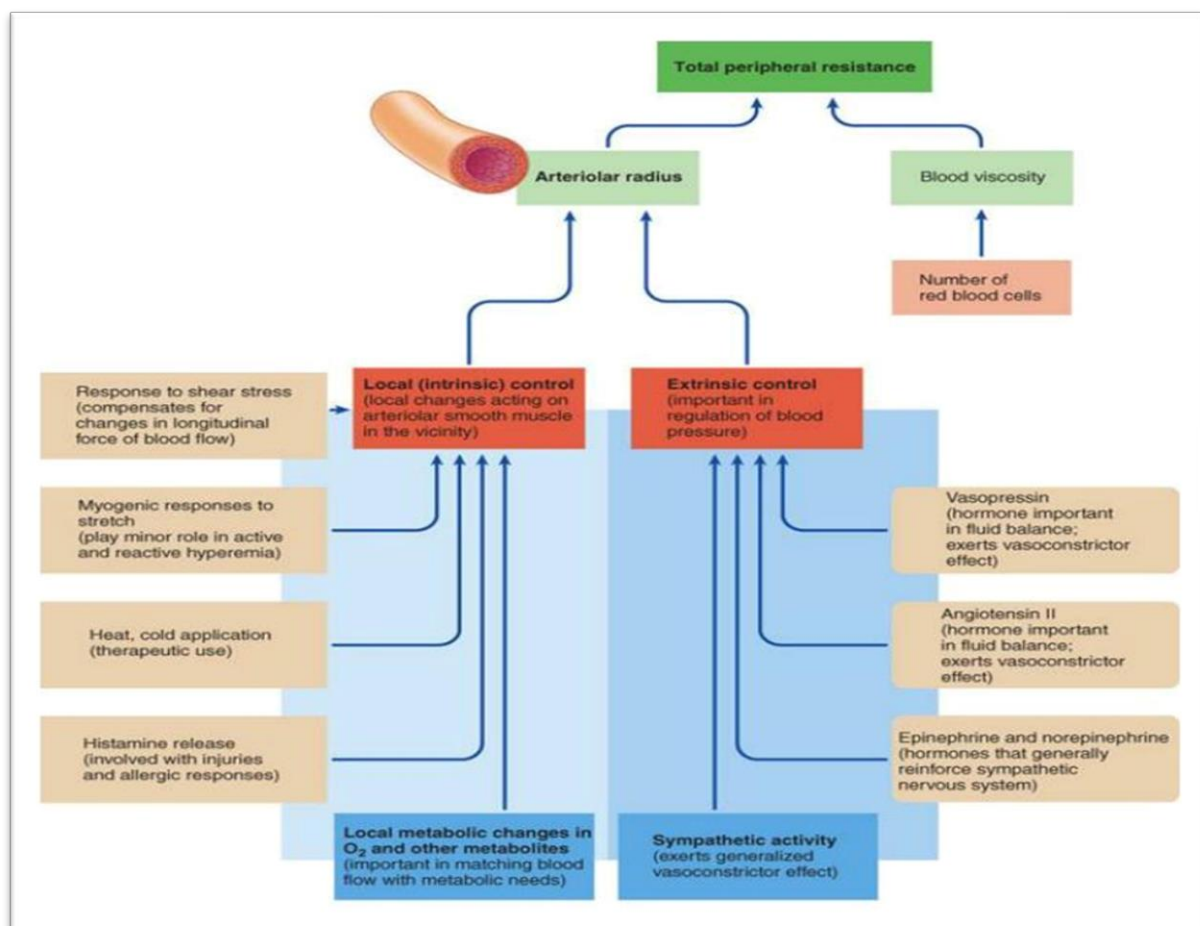 Total peripheral resistance
Arteriolar radius
Blood viscosity
Number of
red blood cells
Response to shear stress
(compensates for
changes in longitudinal
force of blood flow)
Local (intrinsic) control
(local changes acting on
arteriolar smooth muscle
in the vicinity)
Extrinsic control
(important in
regulation of blood
pressure)
Myogenic responses to
stretch
(play minor role in active
and reactive hyperemia)
Vasopressin
(hormone important
in fluid balance;
exerts vasoconstrictor
effect)
Heat, cold application
(therapeutic use)
Angiotensin II
(hormone important
in fluid balance;
exerts vasoconstrictor
effect)
Histamine release
(involved with injuries
and allergic responses)
Epinephrine and norepinephrine
(hormones that generally
reinforce sympathetic
nervous system)
Local metabolic changes in
O₂ and other metabolites
(important in matching blood
flow with metabolic needs)
Sympathetic activity
(exerts generalized
vasoconstrictor effect)